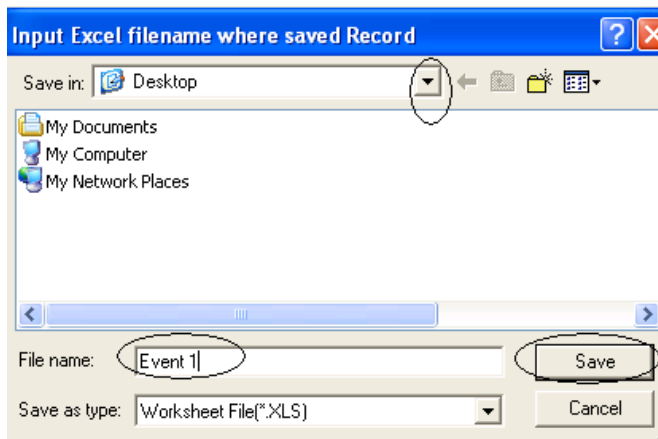 Input Excel filename where saved Record
Save in: Desktop
My Documents
My Computer
My Network Places
File name: Event 1
Save
Save as type: Worksheet File(*.XLS)
Cancel